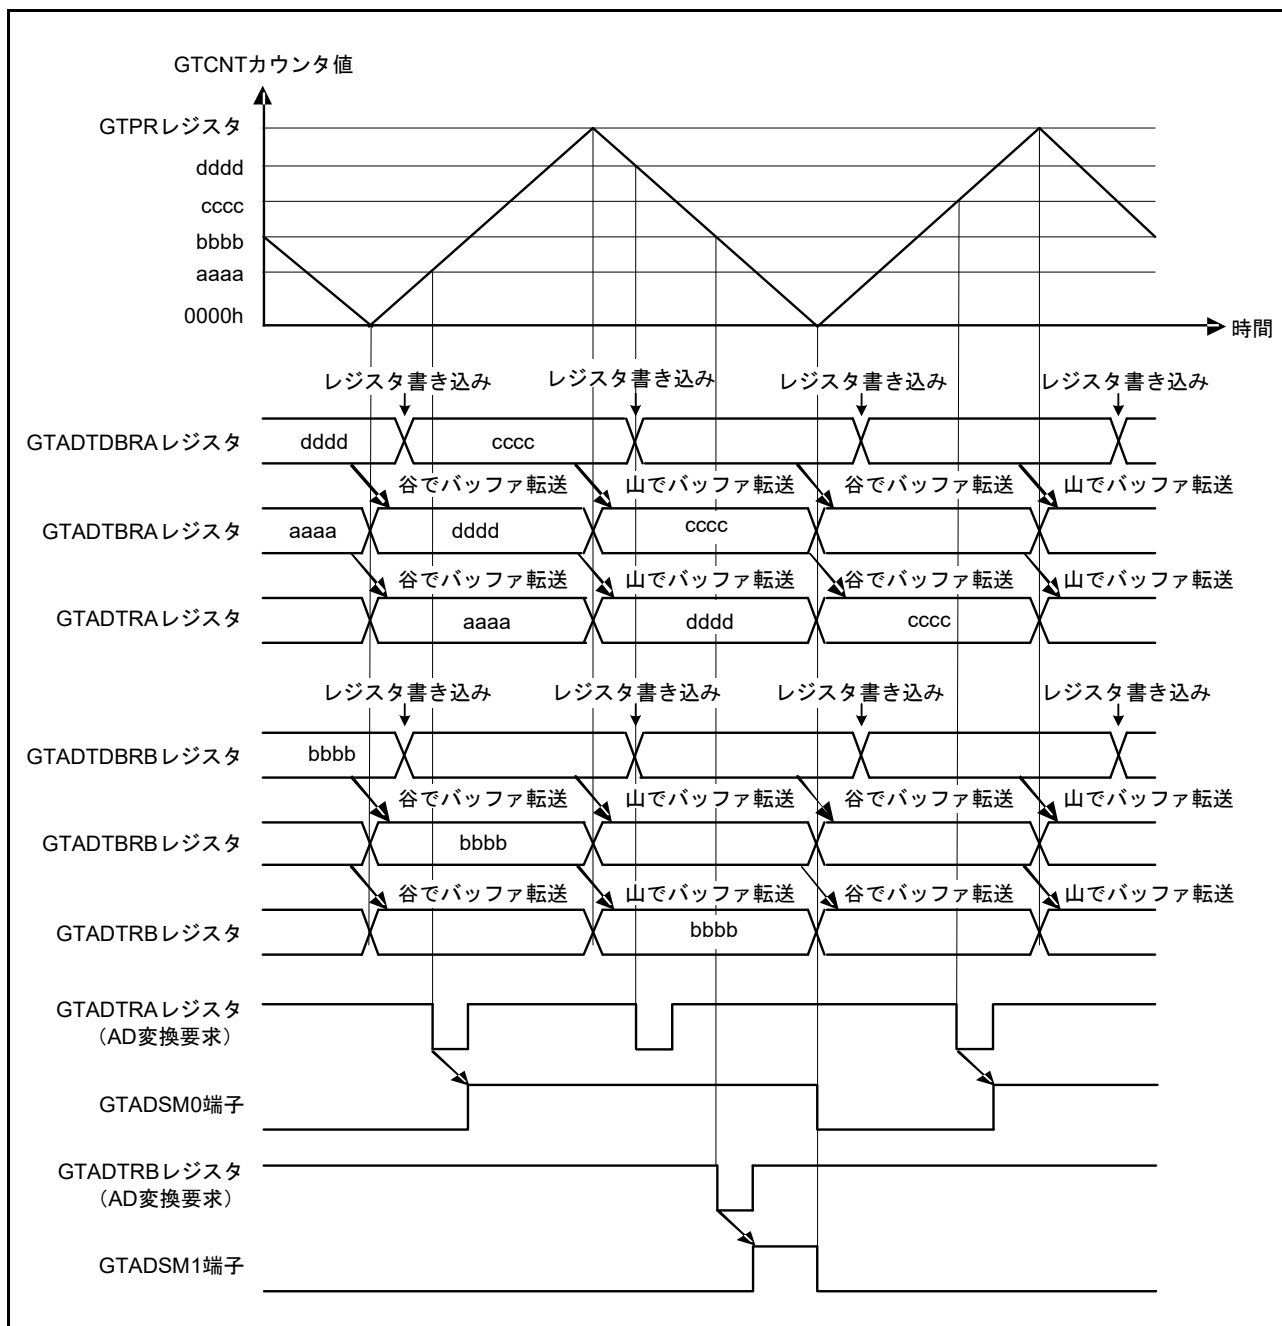 GTCNTカウンタ値
GTPRレジスタ
dddd
cccc
bbbb
aaaa
0000h
時間
レジスタ書き込み レジスタ書き込み レジスタ書き込み レジスタ書き込み
GTADTDBRAレジスタ dddd cccc
谷でバッファ転送 山でバッファ転送 谷でバッファ転送 山でバッファ転送
GTADTBRAレジスタ aaaa dddd cccc
谷でバッファ転送 山でバッファ転送 谷でバッファ転送 山でバッファ転送
GTADTRAレジスタ aaaa dddd cccc
レジスタ書き込み レジスタ書き込み レジスタ書き込み レジスタ書き込み
GTADTDBRBレジスタ bbbb
谷でバッファ転送 山でバッファ転送 谷でバッファ転送 山でバッファ転送
GTADTBRBレジスタ bbbb
谷でバッファ転送 山でバッファ転送 谷でバッファ転送 山でバッファ転送
GTADTRBレジスタ bbbb
GTADTRAレジスタ
（AD変換要求）
GTADSM0端子
GTADTRBレジスタ
（AD変換要求）
GTADSM1端子